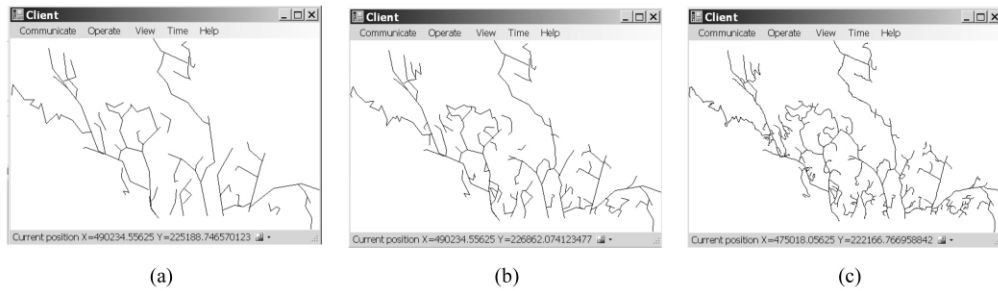 Client
Communicate Operate View Time Help
Current position X=490234.55625 Y=225188.746570123
(a)
Client
Communicate Operate View Time Help
Current position X=490234.55625 Y=226862.074123477
(b)
Client
Communicate Operate View Time Help
Current position X=475018.05625 Y=222166.766958842
(c)